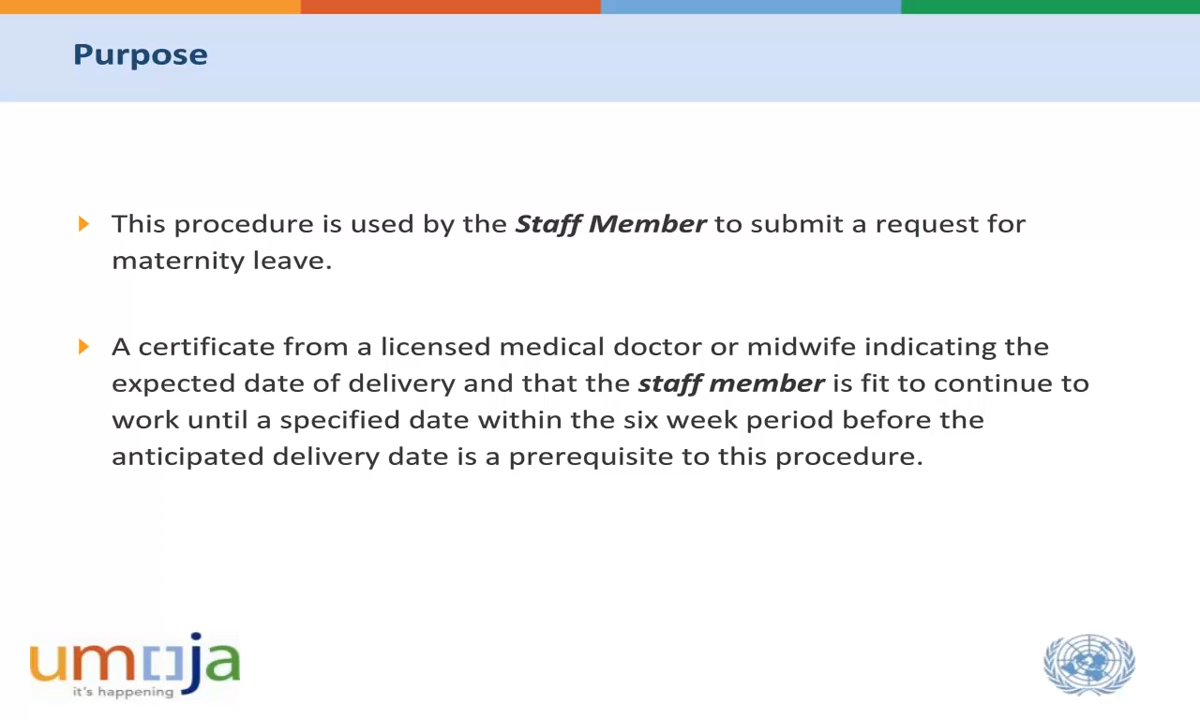 Purpose
This procedure is used by the Staff Member to submit a request for
maternity leave.
A certificate from a licensed medical doctor or midwife indicating the
expected date of delivery and that the staff member is fit to continue to
work until a specified date within the six week period before the
anticipated delivery date is a prerequisite to this procedure.
um[]ja
it's happening